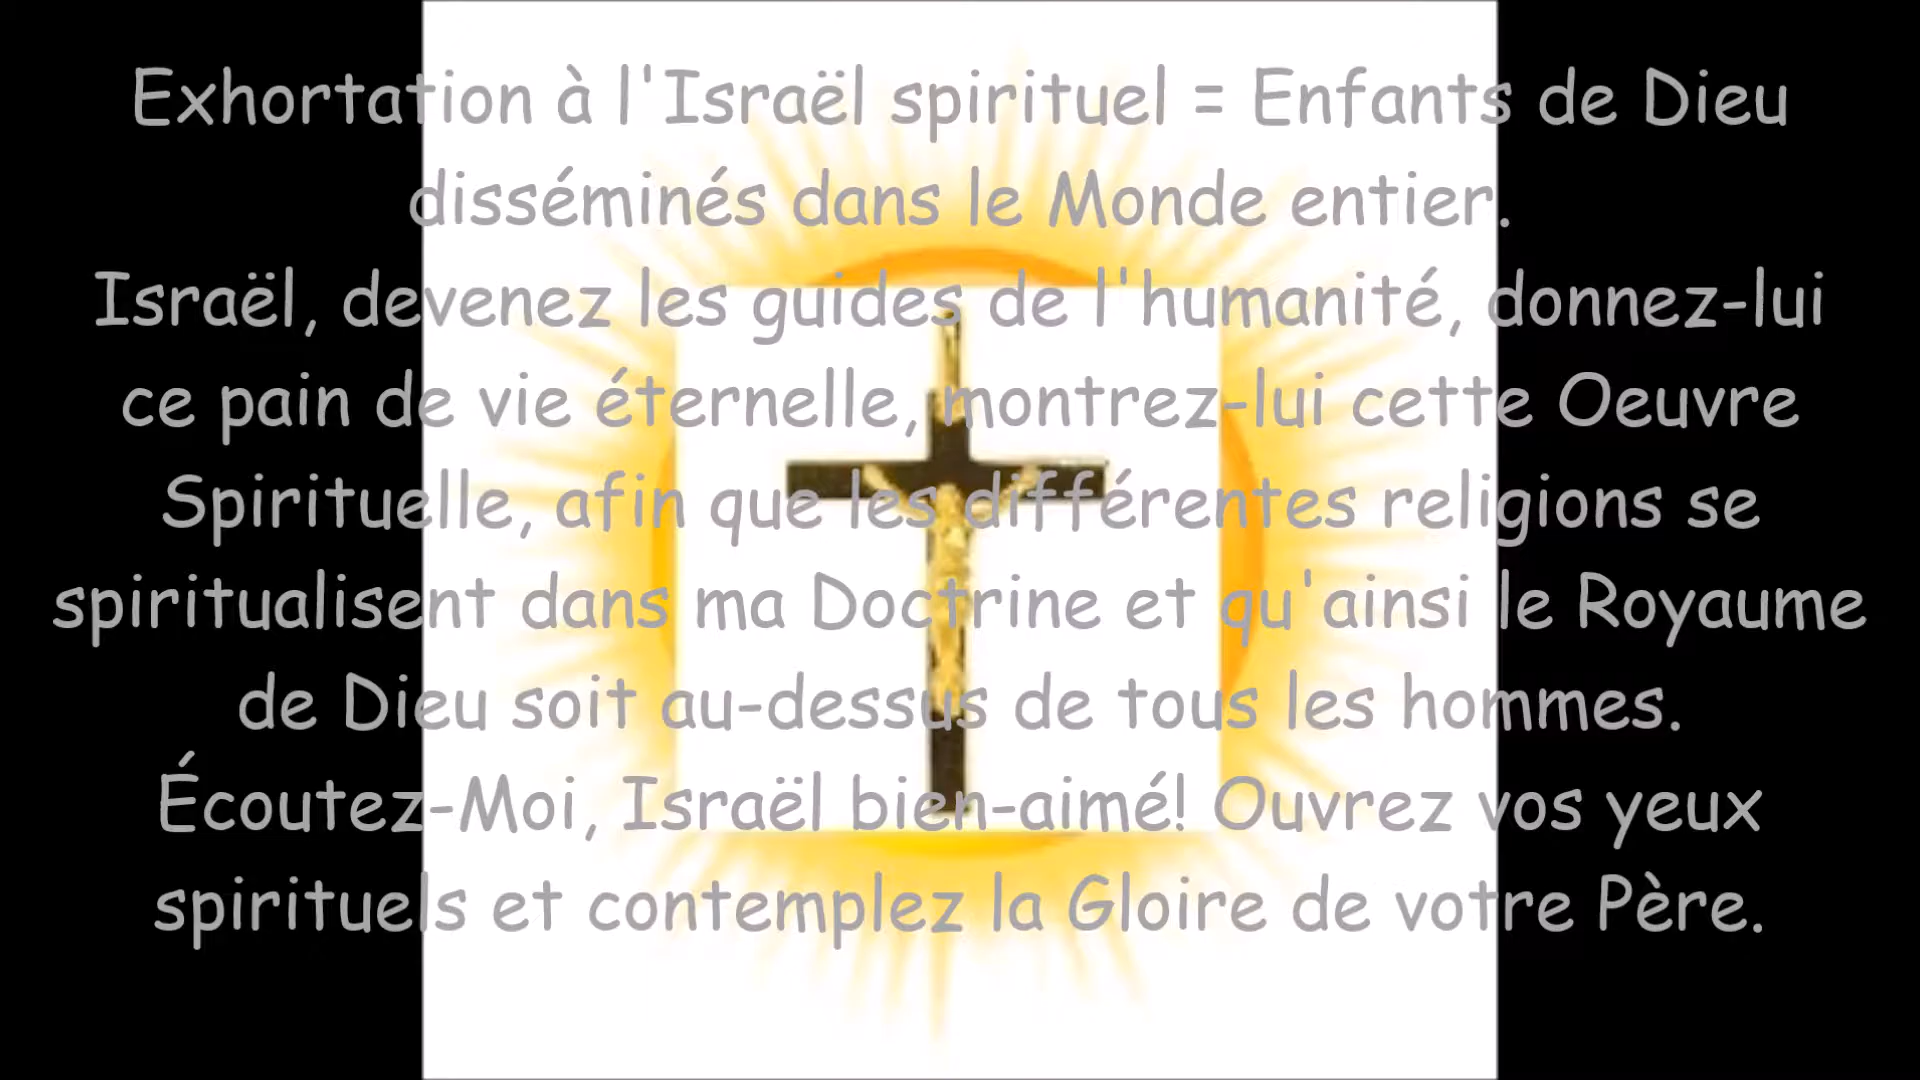 Exhortation à l'Israël spirituel = Enfants de Dieu
disséminés dans le Monde entier.
Israël, devenez les guides de l'humanité, donnez-lui
ce pain de vie éternelle, montrez-lui cette Oeuvre
Spirituelle, afin que les différentes religions se
spiritualisent dans ma Doctrine et qu'ainsi le Royaume
de Dieu soit au-dessus de tous les hommes.
Écoutez-Moi, Israël bien-aimé! Ouvrez vos yeux
spirituels et contemplez la Gloire de votre Père.